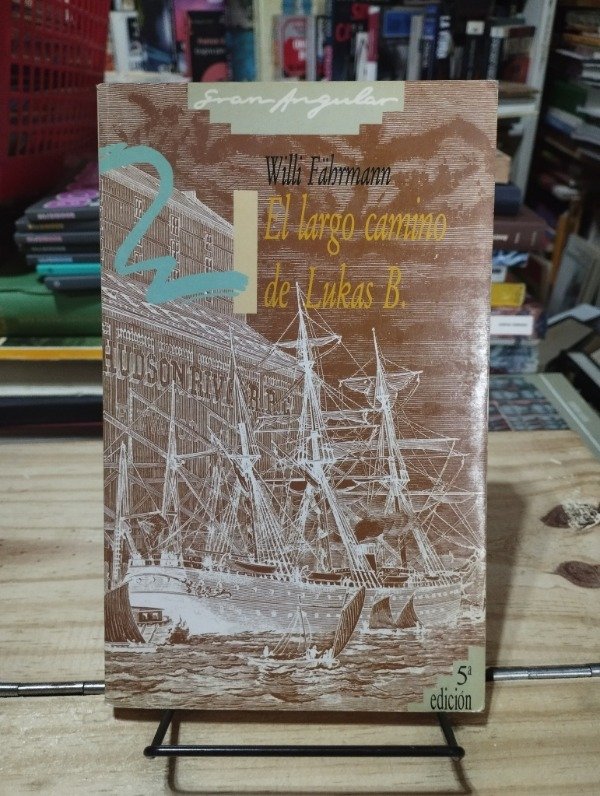 Gran Angular
Willi Fährmann
El largo camino
de Lukas B.
HUDSON RIVER R.R.
5ª
edición